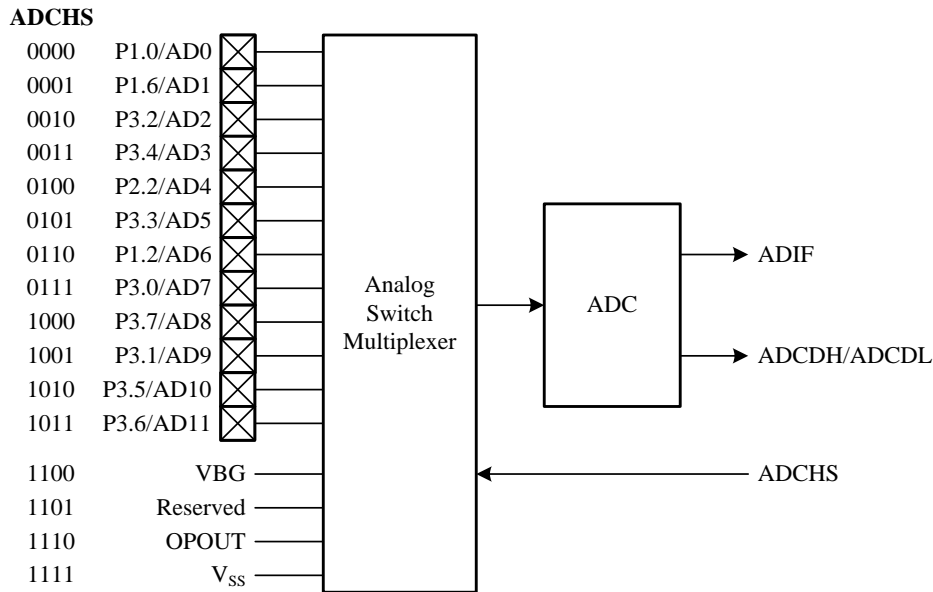 ADCHS
0000 P1.0/AD0
0001 P1.6/AD1
0010 P3.2/AD2
0011 P3.4/AD3
0100 P2.2/AD4
0101 P3.3/AD5
0110 P1.2/AD6
0111 P3.0/AD7
1000 P3.7/AD8
1001 P3.1/AD9
1010 P3.5/AD10
1011 P3.6/AD11
1100 VBG
1101 Reserved
1110 OPOUT
1111 VSS
Analog
Switch
Multiplexer
ADC
ADIF
ADCDH/ADCDL
ADCHS